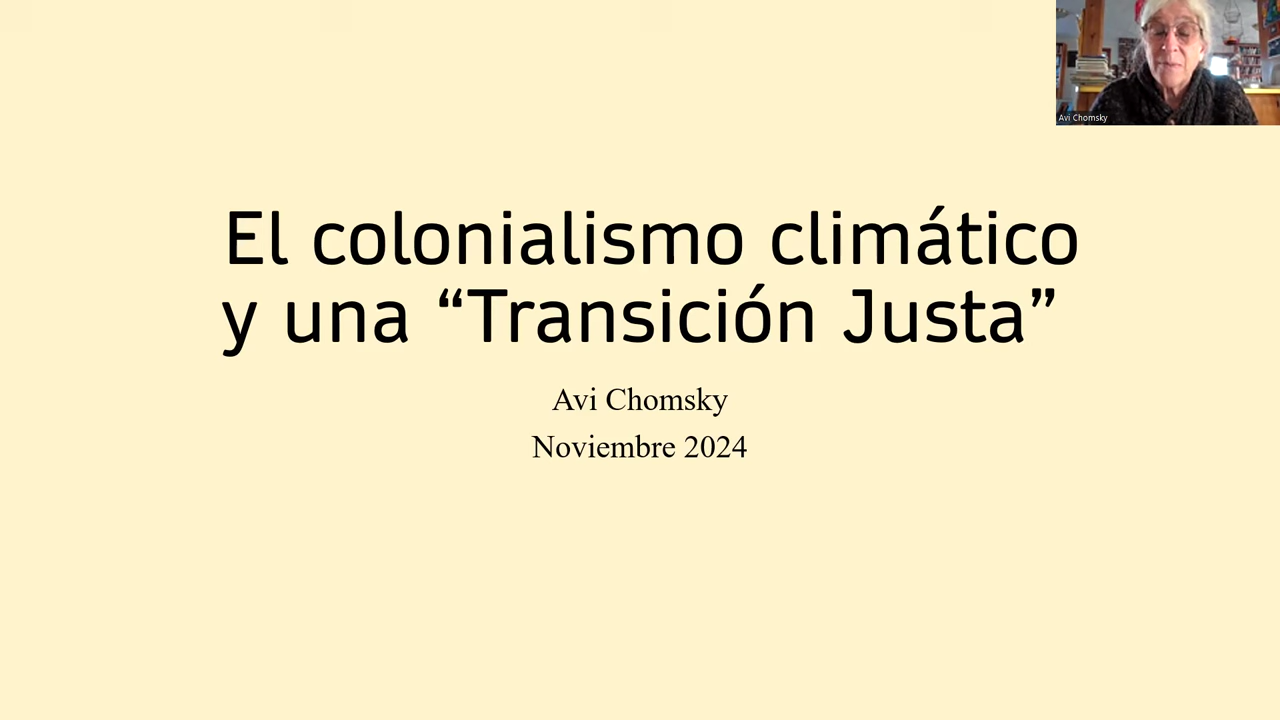 Avi Chomsky
El colonialismo climático
y una “Transición Justa”
Avi Chomsky
Noviembre 2024